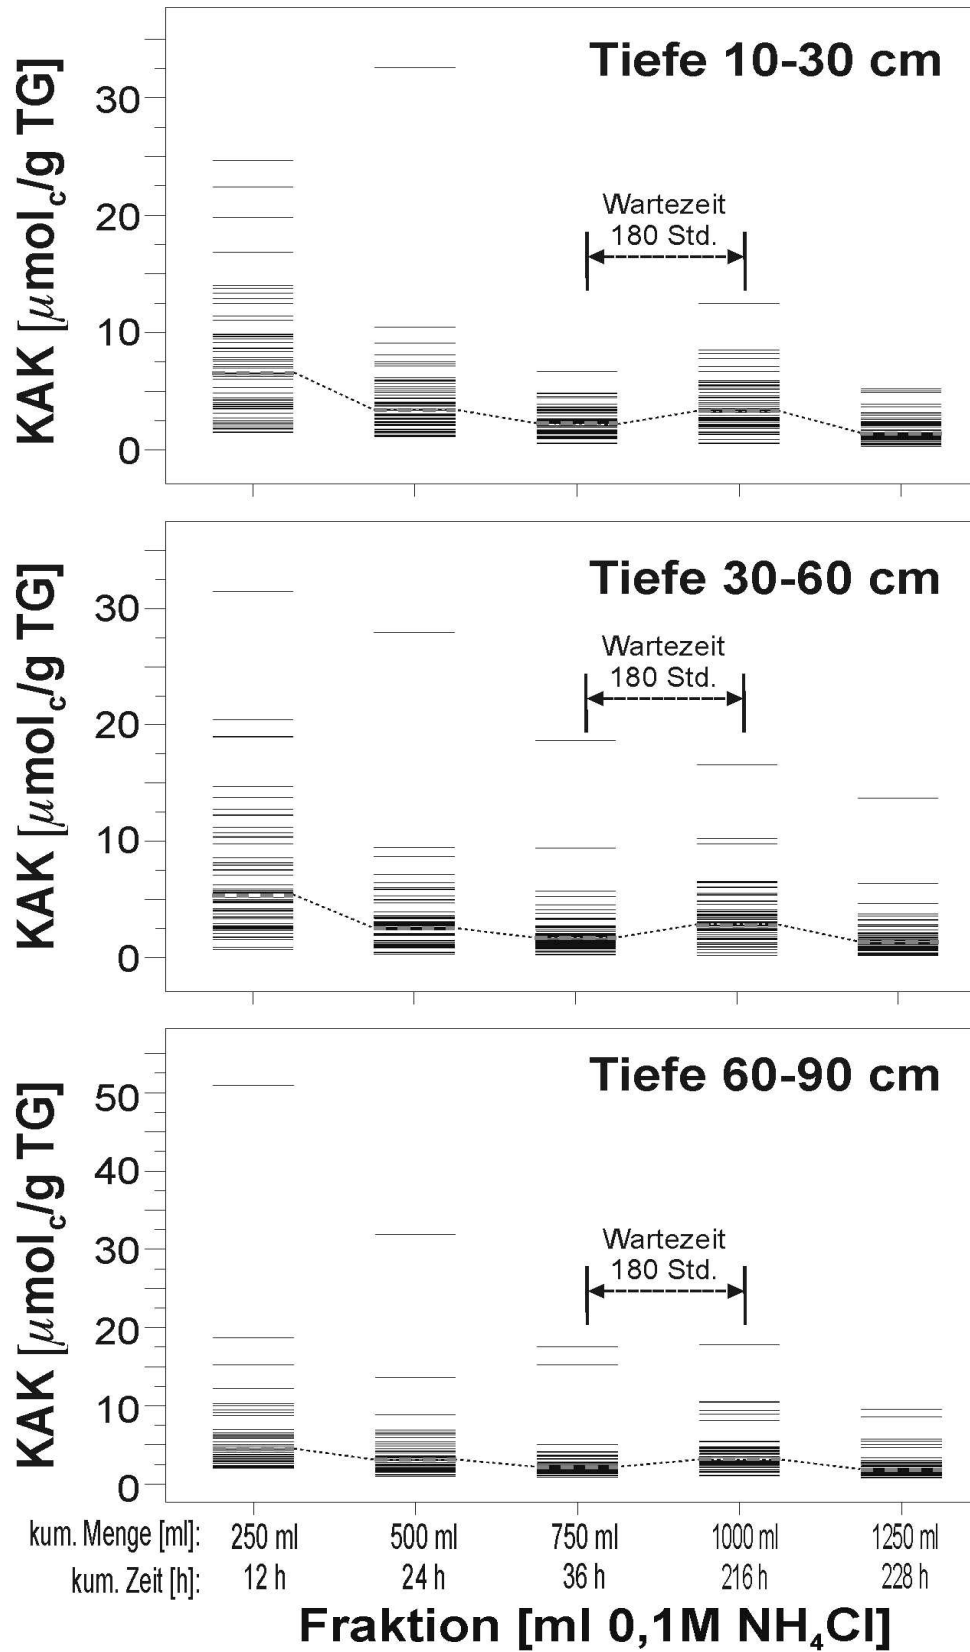 Tiefe 10-30 cm
KAK [μmolc/g TG]
30
20
10
0
Wartezeit
180 Std.
Tiefe 30-60 cm
KAK [μmolc/g TG]
30
20
10
0
Wartezeit
180 Std.
Tiefe 60-90 cm
KAK [μmolc/g TG]
50
40
30
20
10
0
Wartezeit
180 Std.
kum. Menge [ml]: 250 ml 500 ml 750 ml 1000 ml 1250 ml
kum. Zeit [h]: 12 h 24 h 36 h 216 h 228 h
Fraktion [ml 0,1M NH₄Cl]